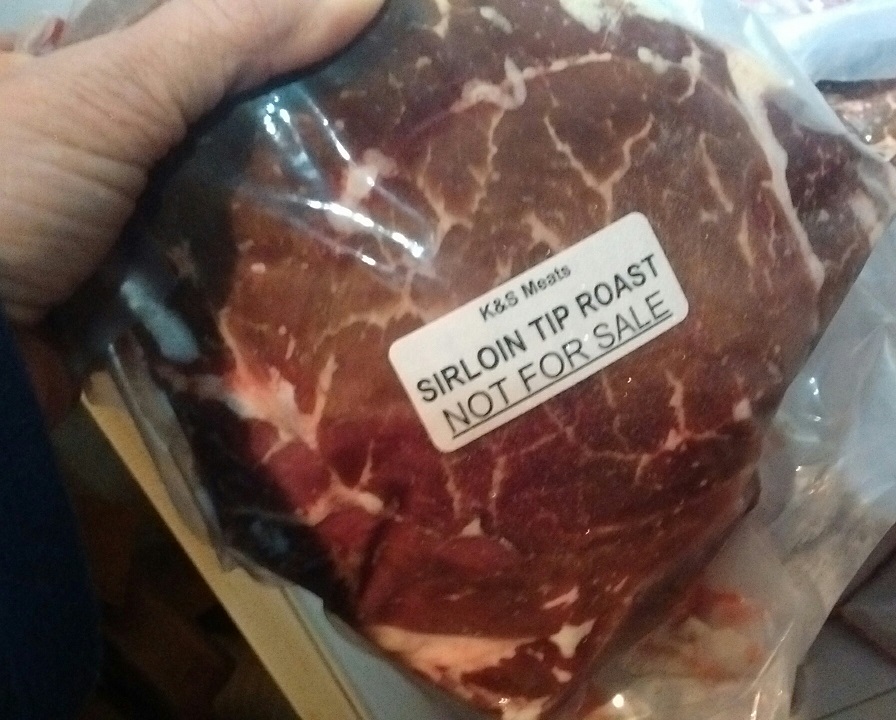 K&S Meats
SIRLOIN TIP ROAST
NOT FOR SALE